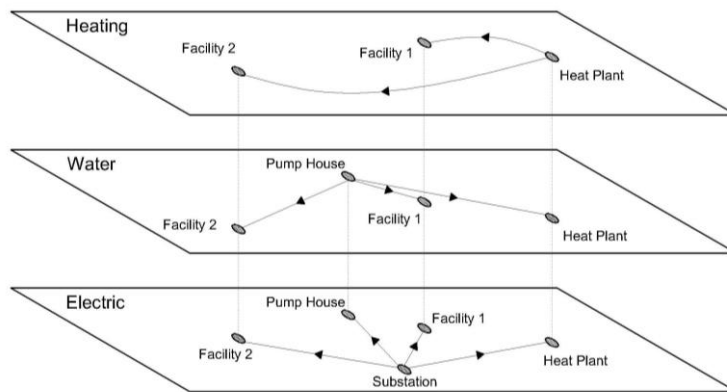 Heating
Facility 2
Facility 1
Heat Plant
Water
Pump House
Facility 2
Facility 1
Heat Plant
Electric
Pump House
Facility 1
Facility 2
Heat Plant
Substation